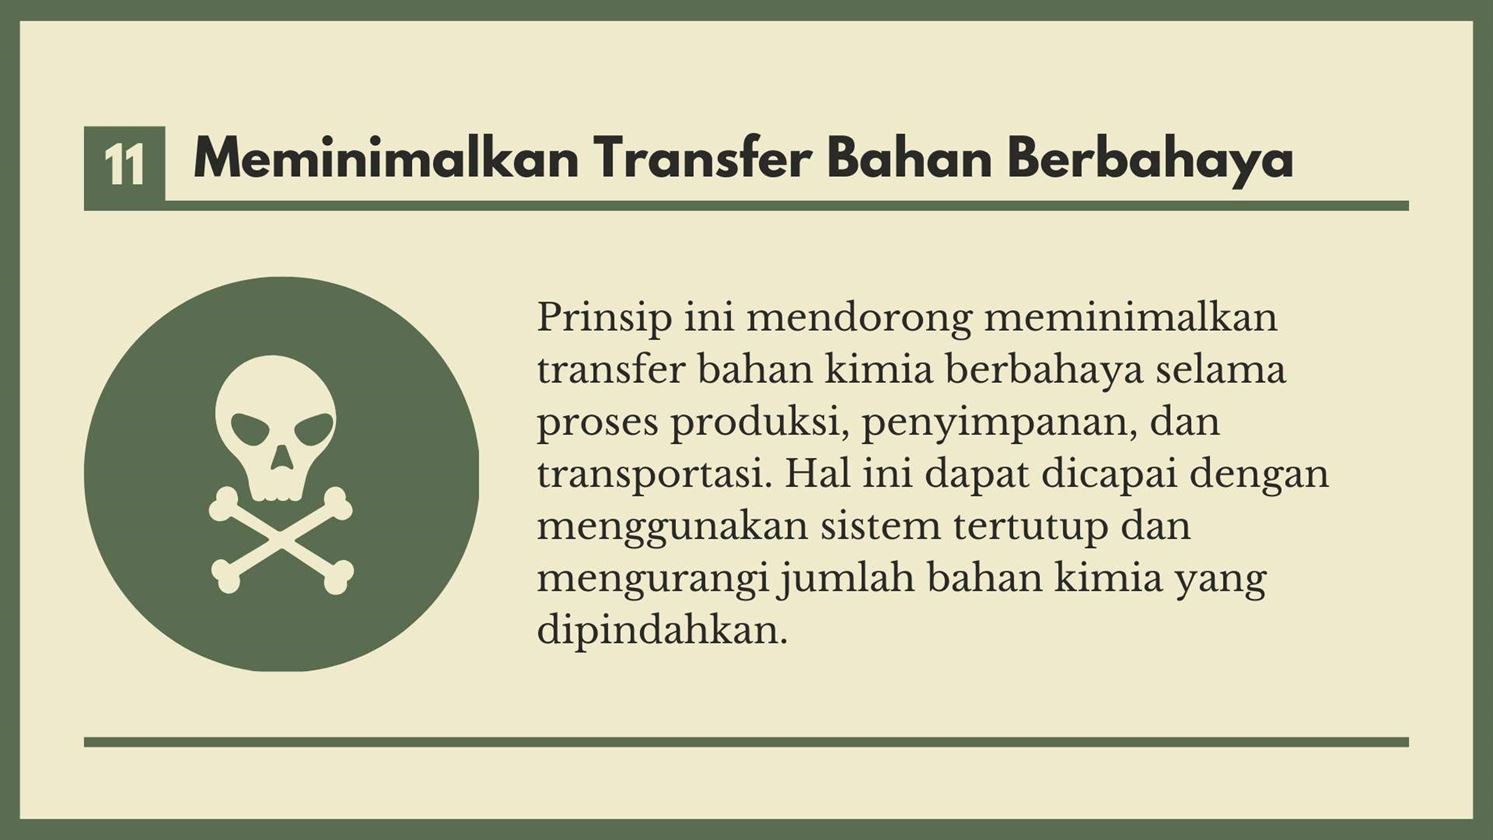 11 Meminimalkan Transfer Bahan Berbahaya
Prinsip ini mendorong meminimalkan
transfer bahan kimia berbahaya selama
proses produksi, penyimpanan, dan
transportasi. Hal ini dapat dicapai dengan
menggunakan sistem tertutup dan
mengurangi jumlah bahan kimia yang
dipindahkan.